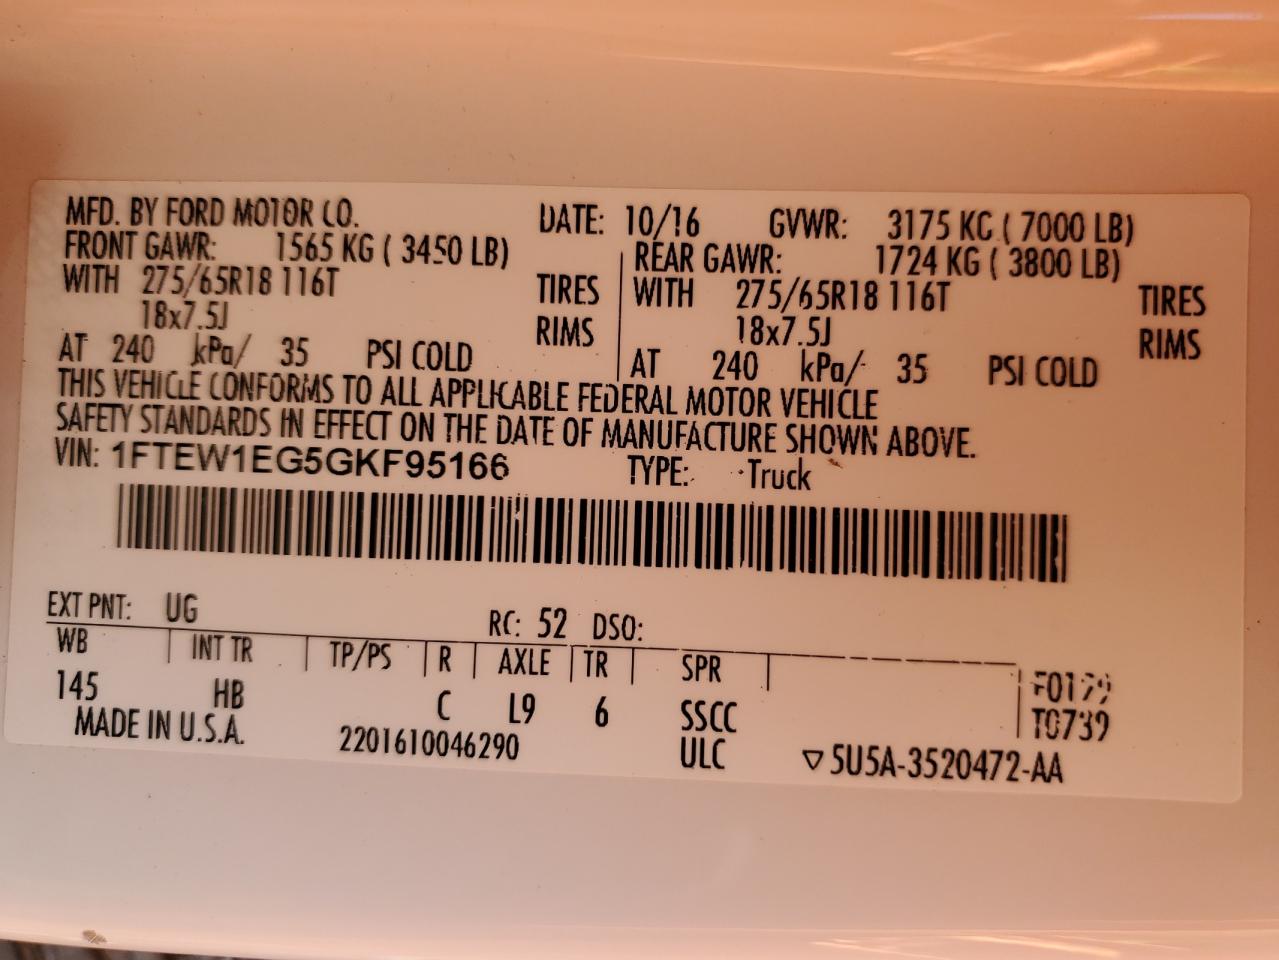 MFD. BY FORD MOTOR CO. DATE: 10/16 GVWR: 3175 KG ( 7000 LB)
FRONT GAWR: 1565 KG ( 3450 LB) REAR GAWR: 1724 KG ( 3800 LB)
WITH 275/65R18 116T TIRES WITH 275/65R18 116T TIRES
18x7.5J RIMS 18x7.5J RIMS
AT 240 kPa/ 35 PSI COLD AT 240 kPa/ 35 PSI COLD
THIS VEHICLE CONFORMS TO ALL APPLICABLE FEDERAL MOTOR VEHICLE
SAFETY STANDARDS IN EFFECT ON THE DATE OF MANUFACTURE SHOWN ABOVE.
VIN: 1FTEW1EG5GKF95166 TYPE: Truck
EXT PNT: UG RC: 52 DSO:
WB INT TR TP/PS R AXLE TR SPR
145 HB C L9 6 SSCC
T0739
MADE IN U.S.A. 2201610046290 ULC ▽5U5A-3520472-AA